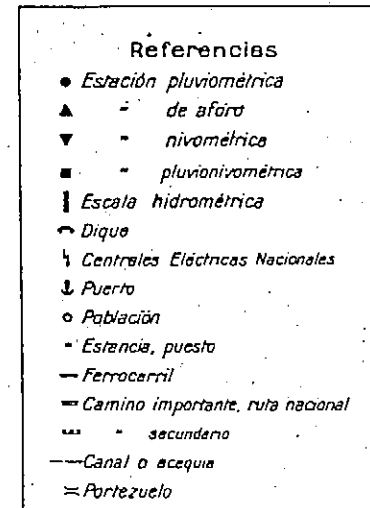 Referencias
Estación pluviométrica
" de aforo
" nivométrica
" pluvionivométrica
Escala hidrométrica
Dique
Centrales Eléctricas Nacionales
Puerto
Población
Estancia, puesto
Ferrocarril
Camino importante, ruta nacional
" secundario
Canal o acequia
Portezuelo